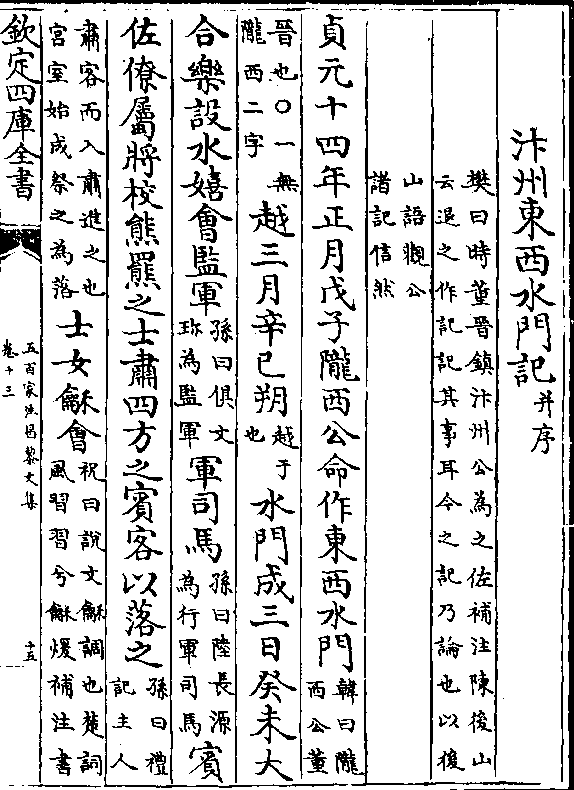 汴州東西水門記并序
樊曰時董晉鎮汴州公為之佐補注陳後山
云退之作記記其事耳今之記乃論也以後
山語觀公
諸記信然
貞元十四年正月戊子隴西公命作東西水門韓曰隴
西公董
晉也○一無
隴西二字越三月辛巳朔越于
也水門成三日癸未大
合樂設水嬉會監軍孫曰俱文
珎為監軍軍司馬孫曰陸長源
為行軍司馬賓
佐僚屬將校熊羆之士肅四方之賓客以落之孫曰禮
記主人
肅客而入肅進之也
宮室始成祭之為落士女龢會祝曰說文龢調也楚詞
風習習兮龢煖補注書
欽定四庫全書
五百家注昌黎文集
卷十三
十五